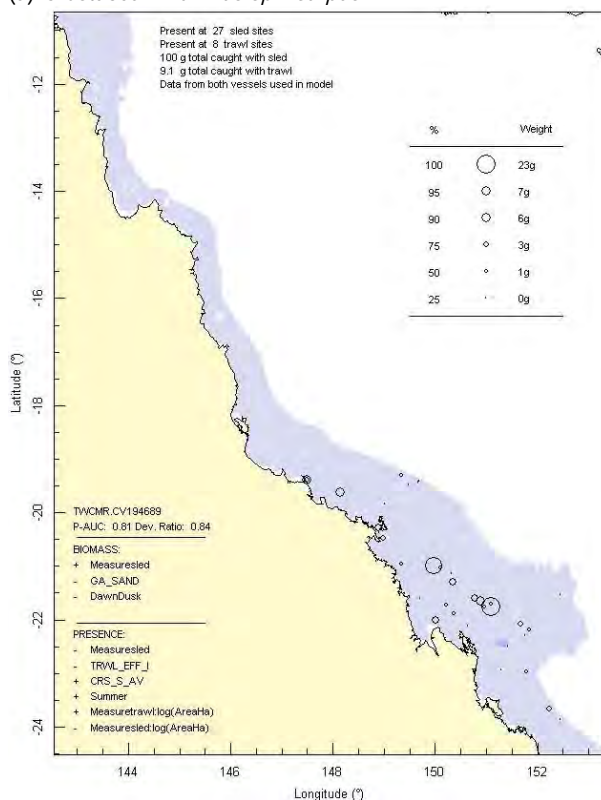 Present at 27 sled sites
Present at 8 trawl sites
100 g total caught with sled
9.1 g total caught with trawl
Data from both vessels used in model
% Weight
100 23g
95 7g
90 6g
75 3g
50 1g
25 0g
-12
-14
-16
-18
-20
-22
-24
Latitude (°)
TWCMR.CV194689
P-AUC: 0.81 Dev. Ratio: 0.84
BIOMASS:
+ Measuresled
- GA_SAND
- DawnDusk
PRESENCE:
- Measuresled
- TRWL_EFF_I
+ CRS_S_AV
+ Summer
+ Measuretrawl:log(AreaHa)
- Measuresled:log(AreaHa)
144 146 148 150 152
Longitude (°)